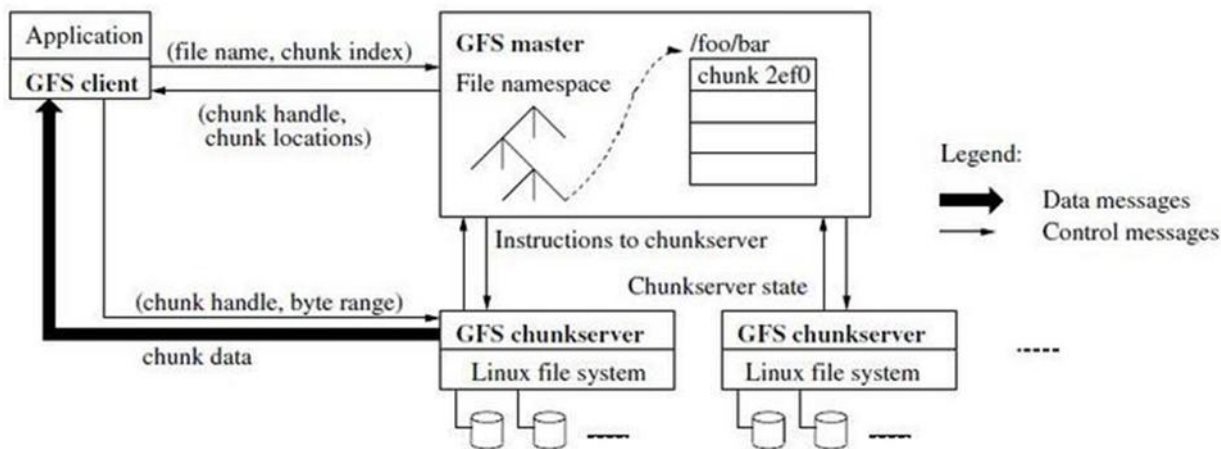 Application
GFS client
(file name, chunk index)
(chunk handle,
chunk locations)
GFS master
File namespace
/foo/bar
chunk 2ef0
Legend:
Data messages
Control messages
Instructions to chunkserver
Chunkserver state
(chunk handle, byte range)
chunk data
GFS chunkserver
Linux file system
GFS chunkserver
Linux file system